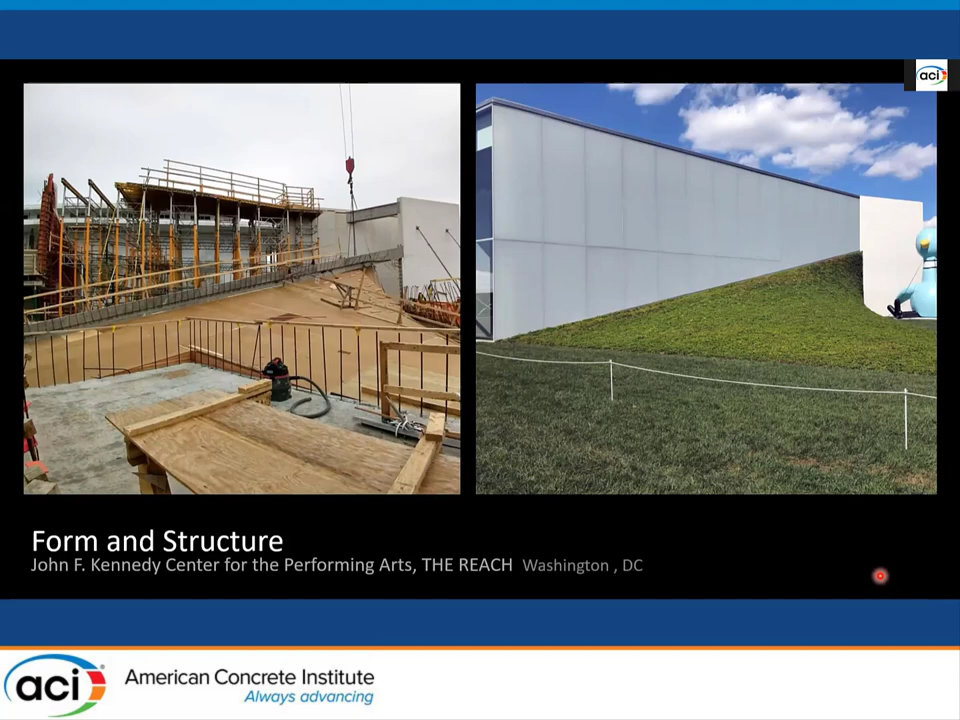 aci
Form and Structure
John F. Kennedy Center for the Performing Arts, THE REACH Washington , DC
aci
American Concrete Institute
Always advancing